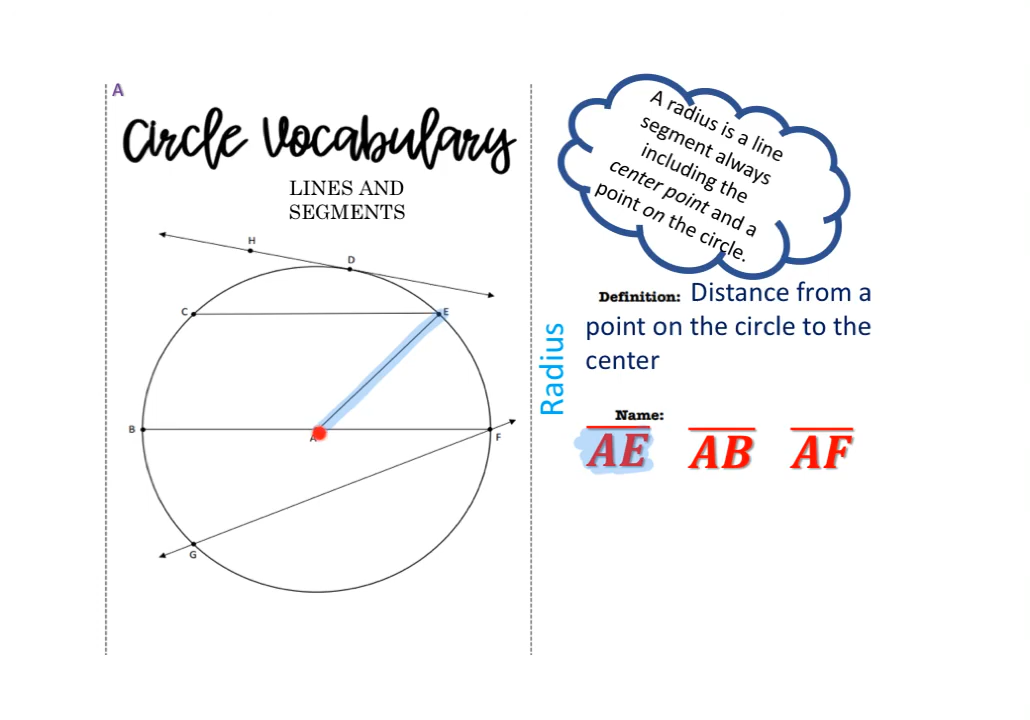 A
Circle Vocabulary
LINES AND
SEGMENTS
H
D
C
E
B
A
F
G
A radius is a line
segment always
including the
center point and a
point on the circle.
Radius
Definition: Distance from a
point on the circle to the
center
Name:
AE AB AF